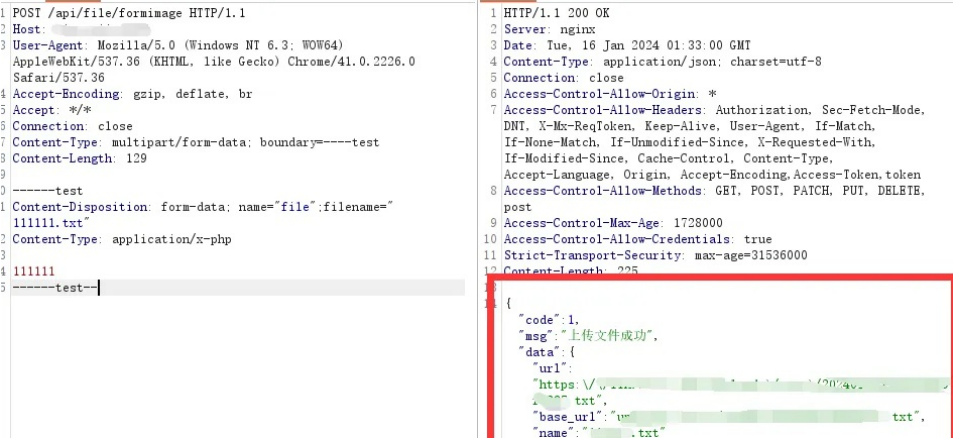 1 POST /api/file/formimage HTTP/1.1
2 Host:
3 User-Agent: Mozilla/5.0 (Windows NT 6.3; WOW64)
AppleWebKit/537.36 (KHTML, like Gecko) Chrome/41.0.2226.0
Safari/537.36
4 Accept-Encoding: gzip, deflate, br
5 Accept: */*
6 Connection: close
7 Content-Type: multipart/form-data; boundary=----test
8 Content-Length: 129
9
0 ------test
1 Content-Disposition: form-data; name="file";filename="
111111.txt"
2 Content-Type: application/x-php
3
4 111111
5 ------test--
1 HTTP/1.1 200 OK
2 Server: nginx
3 Date: Tue, 16 Jan 2024 01:33:00 GMT
4 Content-Type: application/json; charset=utf-8
5 Connection: close
6 Access-Control-Allow-Origin: *
7 Access-Control-Allow-Headers: Authorization, Sec-Fetch-Mode,
DNT, X-Mx-ReqToken, Keep-Alive, User-Agent, If-Match,
If-None-Match, If-Unmodified-Since, X-Requested-With,
If-Modified-Since, Cache-Control, Content-Type,
Accept-Language, Origin, Accept-Encoding,Access-Token,token
8 Access-Control-Allow-Methods: GET, POST, PATCH, PUT, DELETE,
post
9 Access-Control-Max-Age: 1728000
10 Access-Control-Allow-Credentials: true
11 Strict-Transport-Security: max-age=31536000
12 Content-Length: 225
13
14 {
"code":1,
"msg":"上传文件成功",
"data":{
"url":
"https:\/
.txt",
"base_url":" .txt",
"name":" .txt"